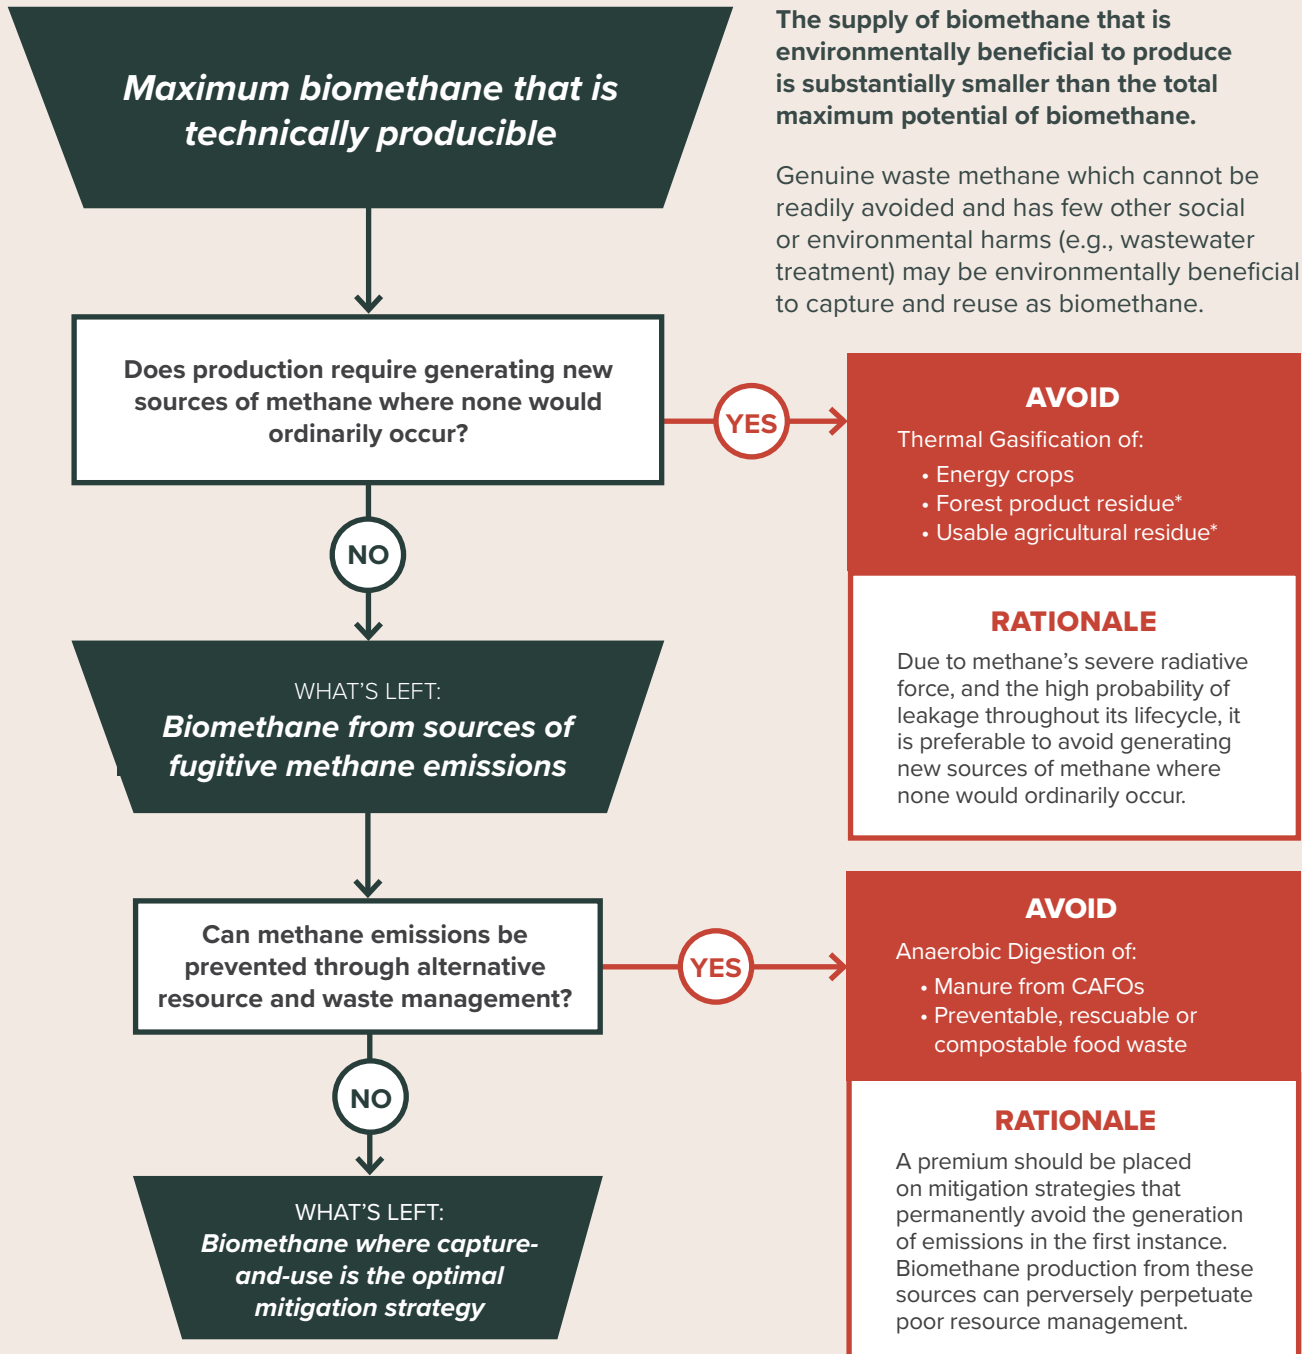 Maximum biomethane that is
technically producible
The supply of biomethane that is
environmentally beneficial to produce
is substantially smaller than the total
maximum potential of biomethane.
Genuine waste methane which cannot be
readily avoided and has few other social
or environmental harms (e.g., wastewater
treatment) may be environmentally beneficial
to capture and reuse as biomethane.
Does production require generating new
sources of methane where none would
ordinarily occur?
YES
AVOID
Thermal Gasification of:
• Energy crops
• Forest product residue*
• Usable agricultural residue*
RATIONALE
Due to methane's severe radiative
force, and the high probability of
leakage throughout its lifecycle, it
is preferable to avoid generating
new sources of methane where
none would ordinarily occur.
NO
WHAT'S LEFT:
Biomethane from sources of
fugitive methane emissions
Can methane emissions be
prevented through alternative
resource and waste management?
YES
AVOID
Anaerobic Digestion of:
• Manure from CAFOs
• Preventable, rescuable or
compostable food waste
RATIONALE
A premium should be placed
on mitigation strategies that
permanently avoid the generation
of emissions in the first instance.
Biomethane production from these
sources can perversely perpetuate
poor resource management.
NO
WHAT'S LEFT:
Biomethane where capture-
and-use is the optimal
mitigation strategy